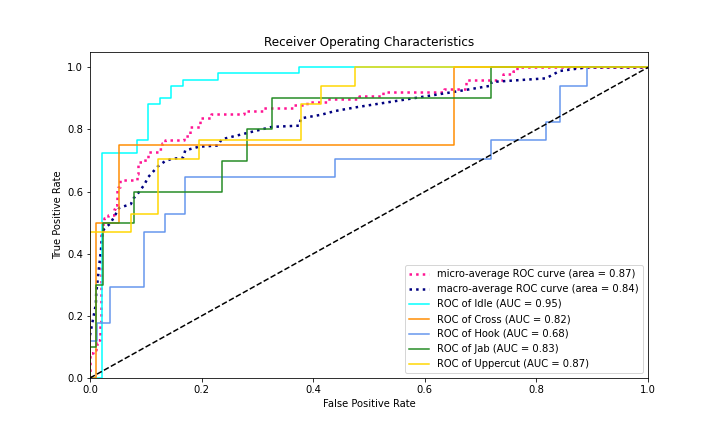 Receiver Operating Characteristics
1.0
0.8
0.6
0.4
0.2
0.0
True Positive Rate
0.0 0.2 0.4 0.6 0.8 1.0
False Positive Rate
micro-average ROC curve (area = 0.87)
macro-average ROC curve (area = 0.84)
ROC of Idle (AUC = 0.95)
ROC of Cross (AUC = 0.82)
ROC of Hook (AUC = 0.68)
ROC of Jab (AUC = 0.83)
ROC of Uppercut (AUC = 0.87)